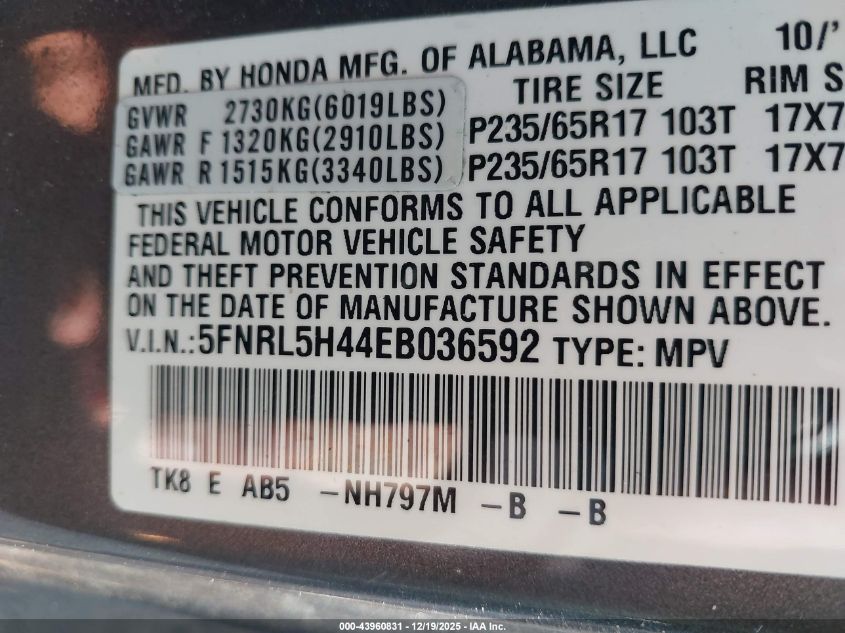 MFD. BY HONDA MFG. OF ALABAMA, LLC 10/'
TIRE SIZE RIM S
GVWR 2730KG(6019LBS)
GAWR F 1320KG(2910LBS) P235/65R17 103T 17X7
GAWR R 1515KG(3340LBS) P235/65R17 103T 17X7
THIS VEHICLE CONFORMS TO ALL APPLICABLE
FEDERAL MOTOR VEHICLE SAFETY
AND THEFT PREVENTION STANDARDS IN EFFECT
ON THE DATE OF MANUFACTURE SHOWN ABOVE.
V.I.N.:5FNRL5H44EB036592 TYPE: MPV
TK8 E AB5 -NH797M -B -B
000-43960831 - 12/19/2025 - IAA Inc.